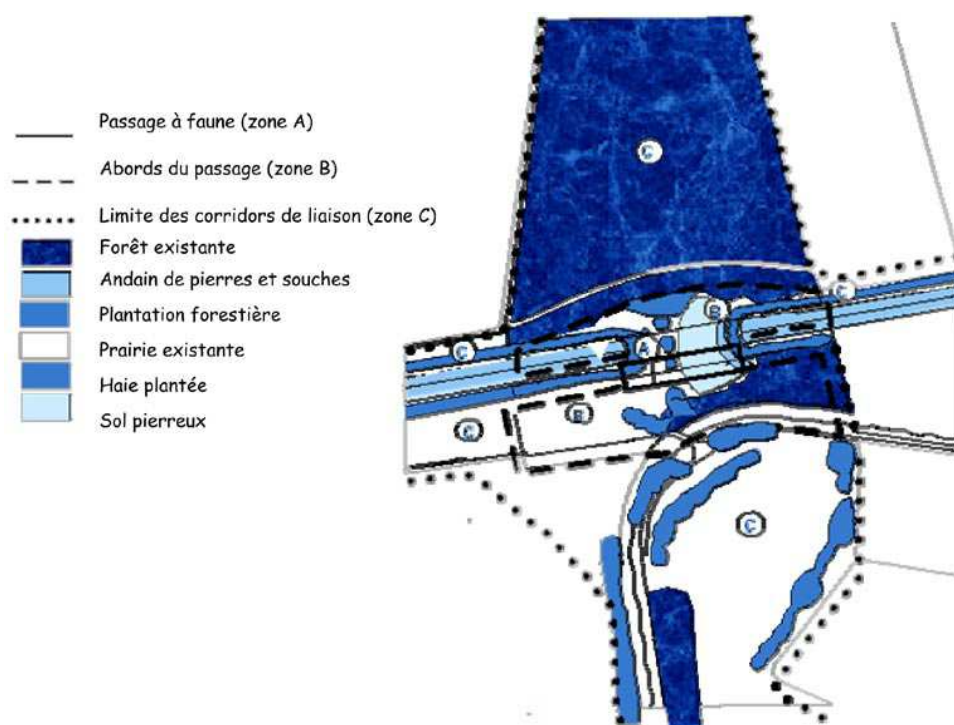 Passage à faune (zone A)
Abords du passage (zone B)
Limite des corridors de liaison (zone C)
Forêt existante
Andain de pierres et souches
Plantation forestière
Prairie existante
Haie plantée
Sol pierreux
C
C
B
C
A
B
C
C